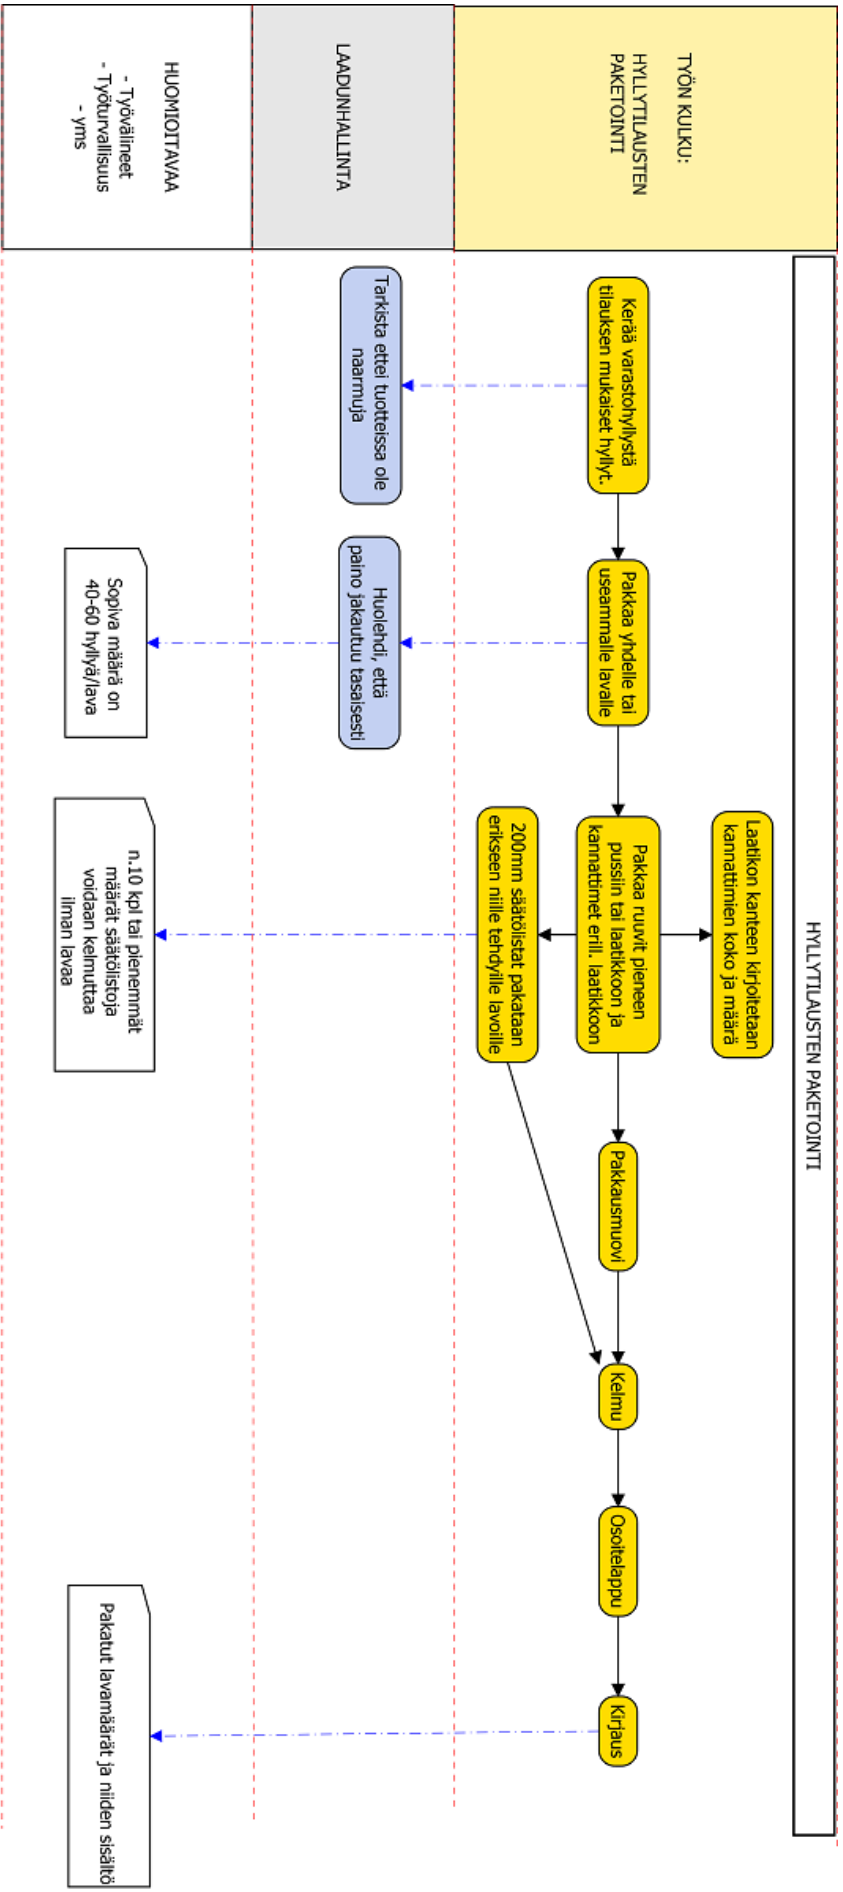 HYLLYTILAUSTEN PAKETOINTI
TYÖN KULKU:
HYLLYTILAUSTEN
PAKETOINTI
Laatikon kanteen kirjoitetaan
kannattimien koko ja määrä
Kerää varastohyllystä
tilauksen mukaiset hyllyt.
Pakkaa yhdelle tai
useammalle lavalle
Pakkaa ruuvit pieneen
pussiin tai laatikkoon ja
kannattimet erill. laatikkoon
Pakkausmuovi
Kelmu
Osoitelappu
Kirjaus
200mm säätölistat pakataan
erikseen niille tehdyille lavoille
LAADUNHALLINTA
Tarkista ettei tuotteissa ole
naarmuja
Huolehdi, että
paino jakautuu tasaisesti
HUOMIOITAVAA
- Työvälineet
- Työturvallisuus
- yms
Sopiva määrä on
40-60 hyllyä/lava
n.10 kpl tai pienemmät
määrät säätölistoja
voidaan kelmuttaa
ilman lavaa
Pakatut lavamäärät ja niiden sisältö